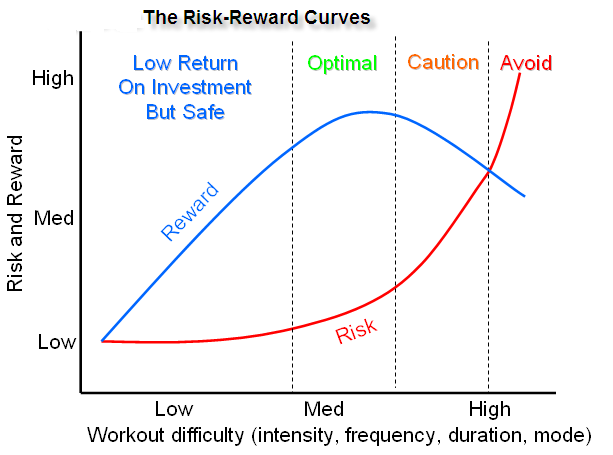 The Risk-Reward Curves
Low Return
On Investment
But Safe
Optimal
Caution
Avoid
High
Med
Low
Risk and Reward
Reward
Risk
Low
Med
High
Workout difficulty (intensity, frequency, duration, mode)